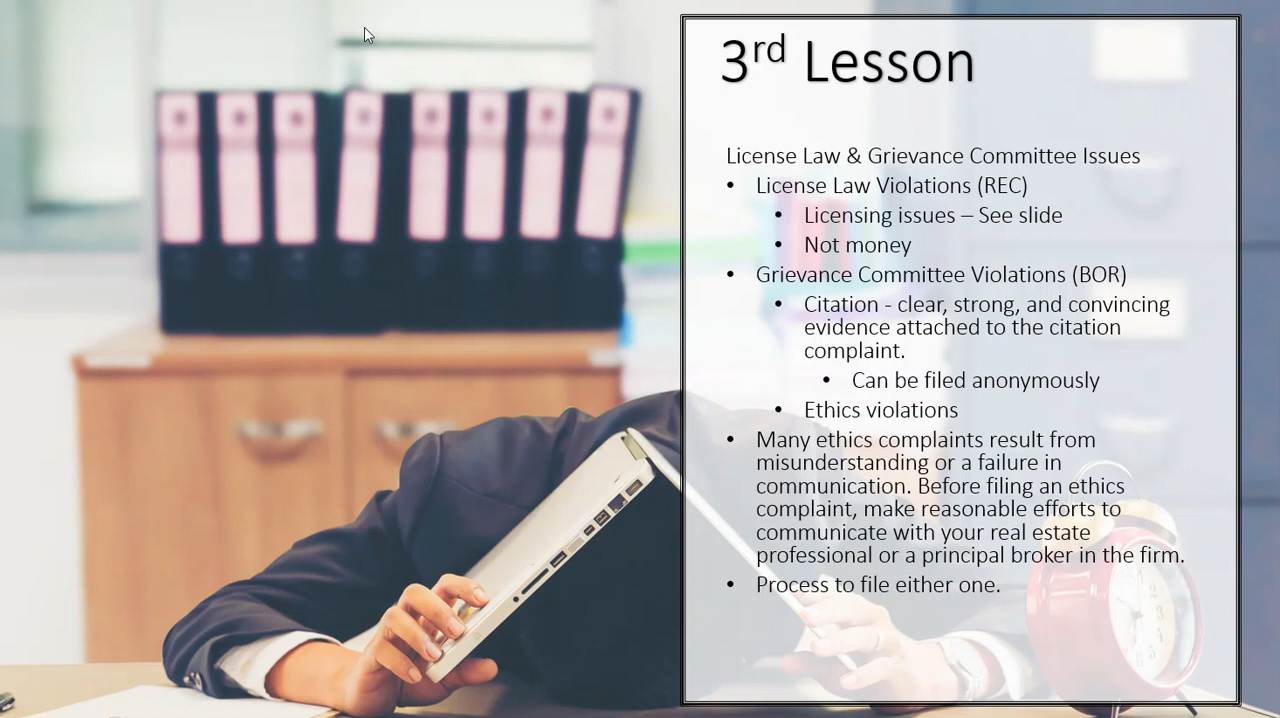 3rd Lesson
License Law & Grievance Committee Issues
• License Law Violations (REC)
• Licensing issues – See slide
• Not money
• Grievance Committee Violations (BOR)
• Citation - clear, strong, and convincing
evidence attached to the citation
complaint.
• Can be filed anonymously
• Ethics violations
• Many ethics complaints result from
misunderstanding or a failure in
communication. Before filing an ethics
complaint, make reasonable efforts to
communicate with your real estate
professional or a principal broker in the firm.
• Process to file either one.